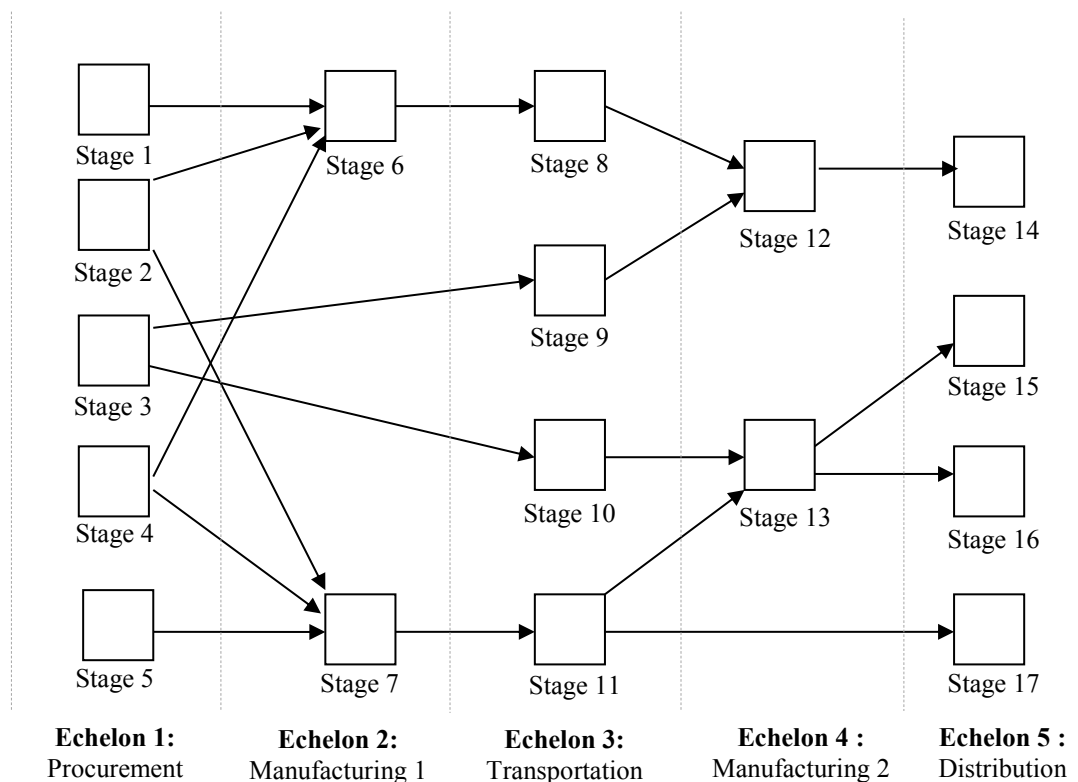 Stage 1
Stage 6
Stage 8
Stage 14
Stage 12
Stage 2
Stage 9
Stage 15
Stage 3
Stage 10
Stage 13
Stage 16
Stage 4
Stage 5
Stage 7
Stage 11
Stage 17
Echelon 1:
Procurement
Echelon 2:
Manufacturing 1
Echelon 3:
Transportation
Echelon 4 :
Manufacturing 2
Echelon 5 :
Distribution